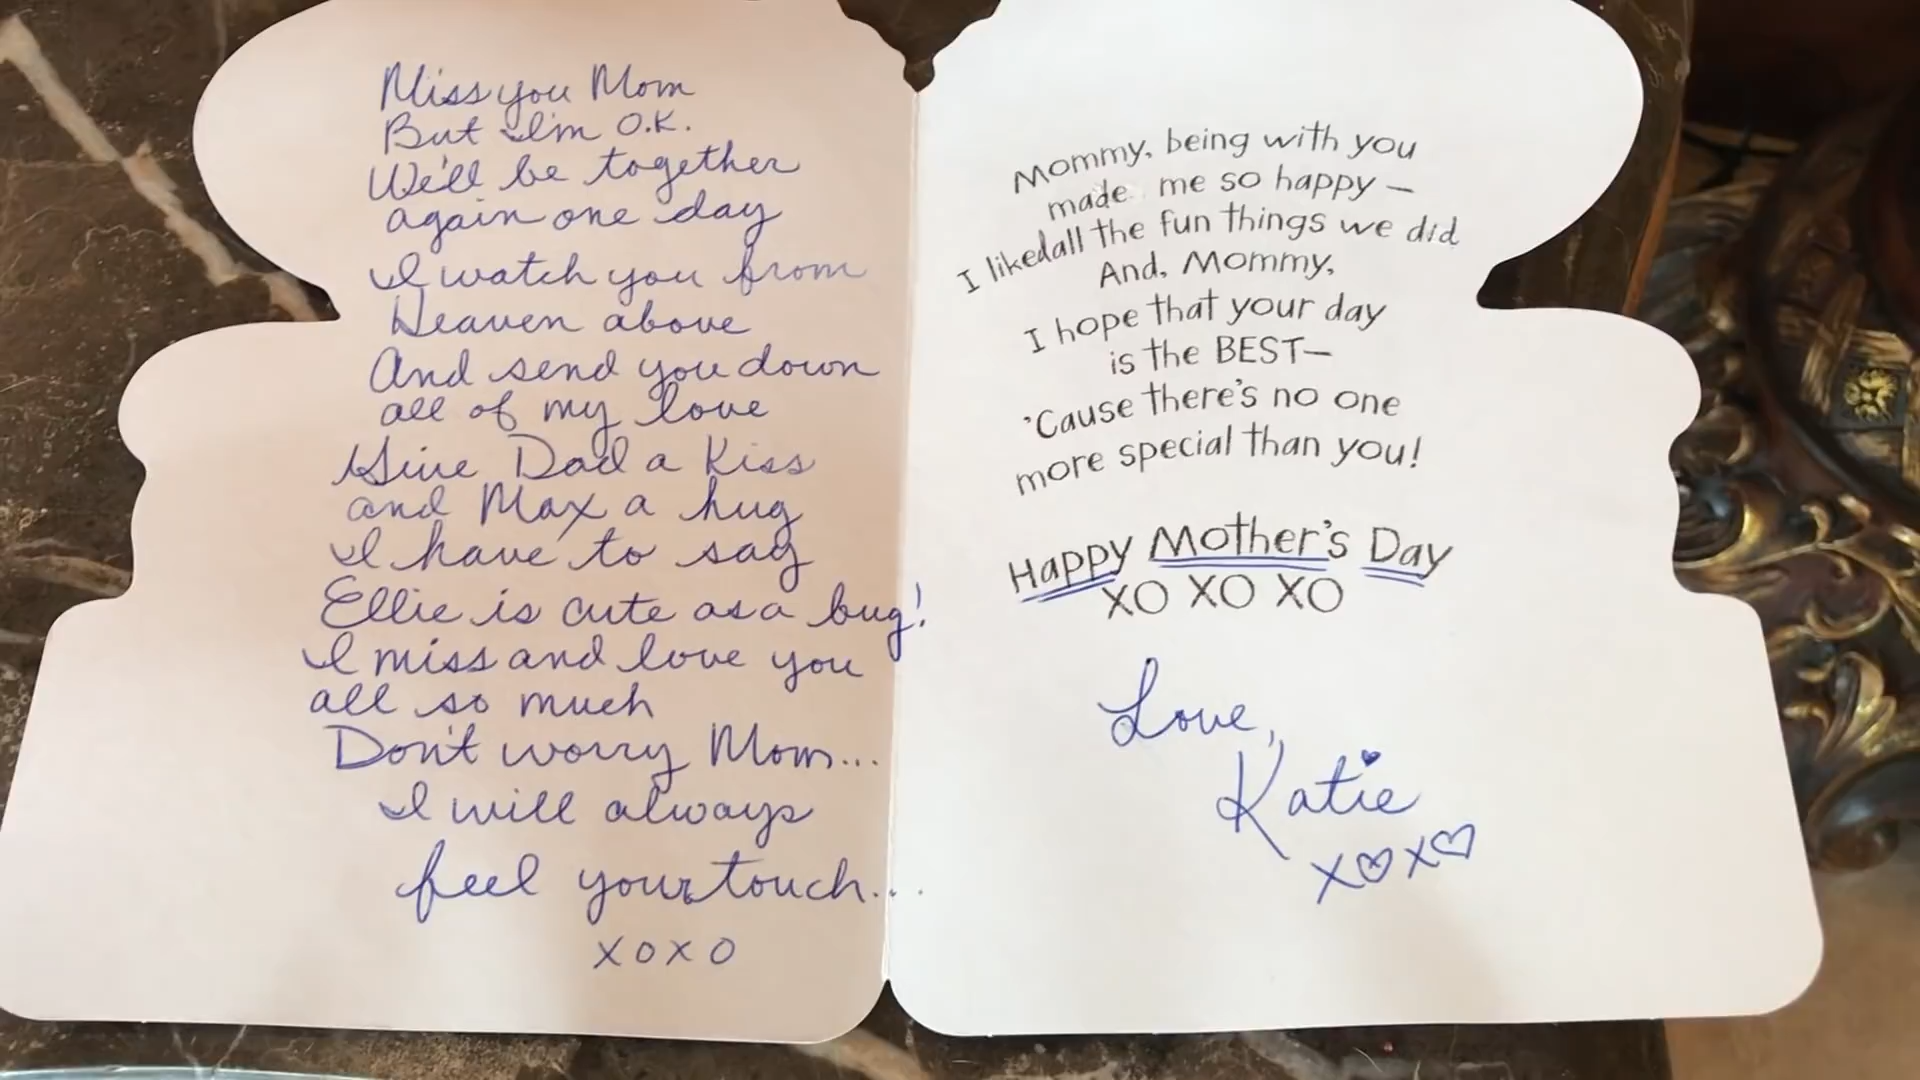 Miss you Mom
But I'm O.K.
We'll be together
again one day
I watch you from
Heaven above
And send you down
all of my love
Give Dad a Kiss
and Max a hug
I have to say
Ellie is cute as a bug!
I miss and love you
all so much
Don't worry Mom...
I will always
feel your touch...
xoxo
Mommy, being with you
made me so happy —
I liked all the fun things we did
And, Mommy,
I hope that your day
is the BEST—
'Cause there's no one
more special than you!
Happy Mother's Day
XO XO XO
Love,
Katie
x♡x♡